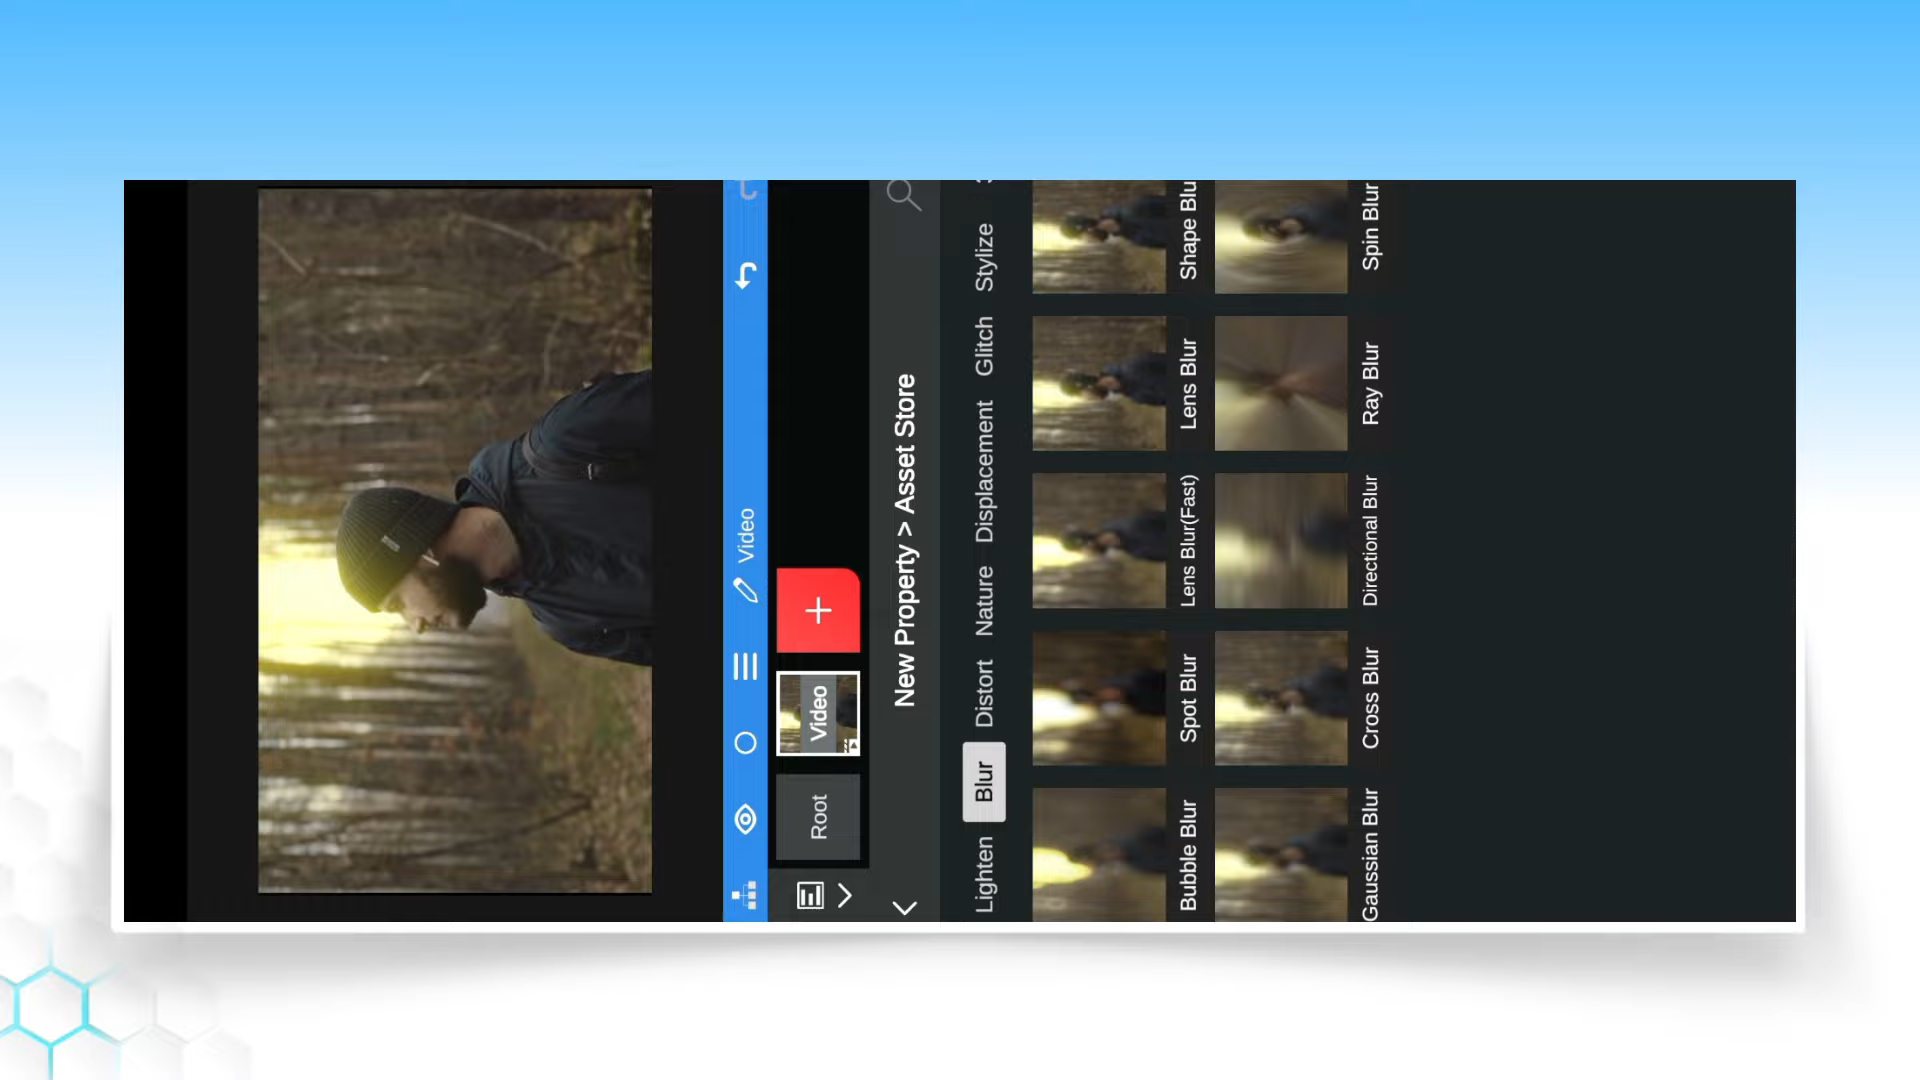 Video
Root
Video
New Property > Asset Store
Lighten
Blur
Distort
Nature
Displacement
Glitch
Stylize
Bubble Blur
Spot Blur
Lens Blur(Fast)
Lens Blur
Shape Blu
Gaussian Blur
Cross Blur
Directional Blur
Ray Blur
Spin Blur